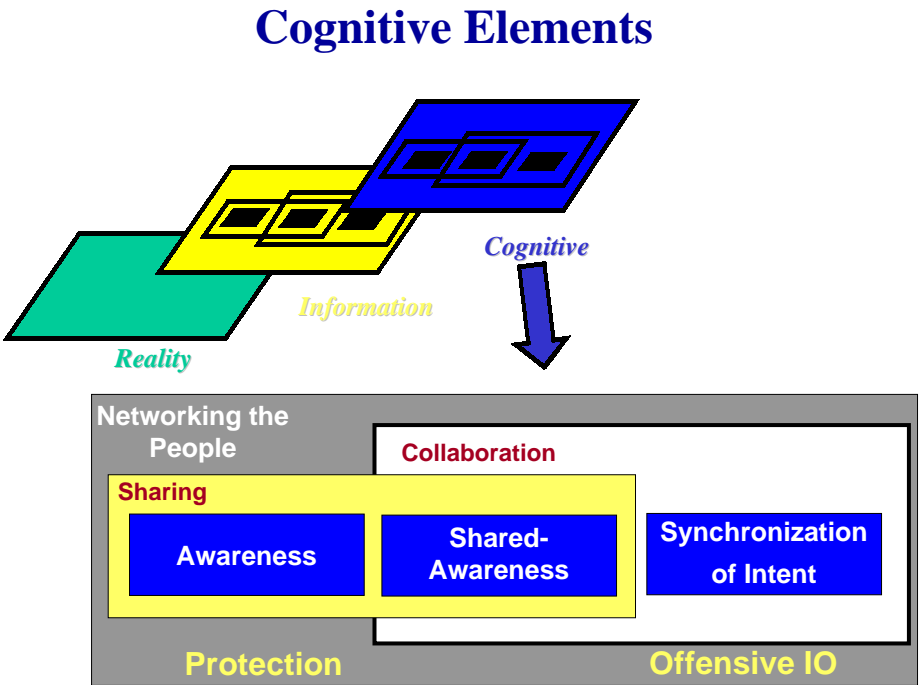 Cognitive Elements
Cognitive
Information
Reality
Networking the
People
Collaboration
Sharing
Awareness
Shared-
Awareness
Synchronization
of Intent
Protection
Offensive IO